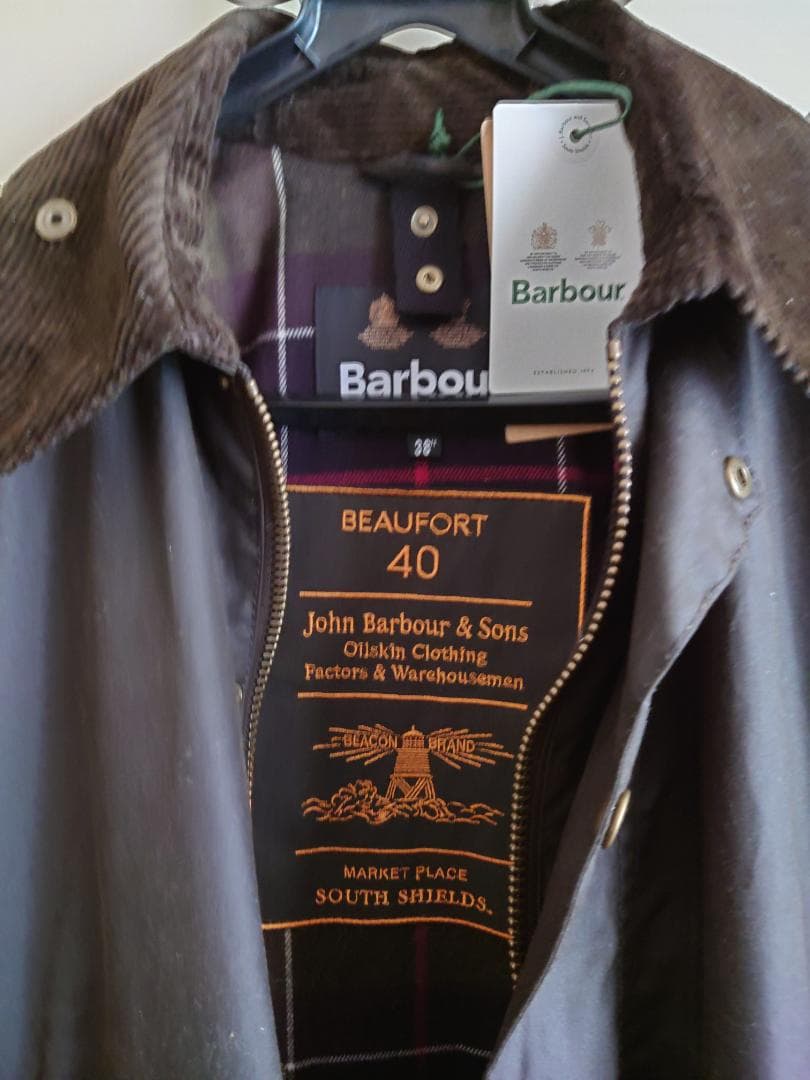 Barbour
ESTABLISHED 1894
Barbou
38"
BEAUFORT
40
John Barbour & Sons
Oilskin Clothing
Factors & Warehousemen
BEACON BRAND
MARKET PLACE
SOUTH SHIELDS.